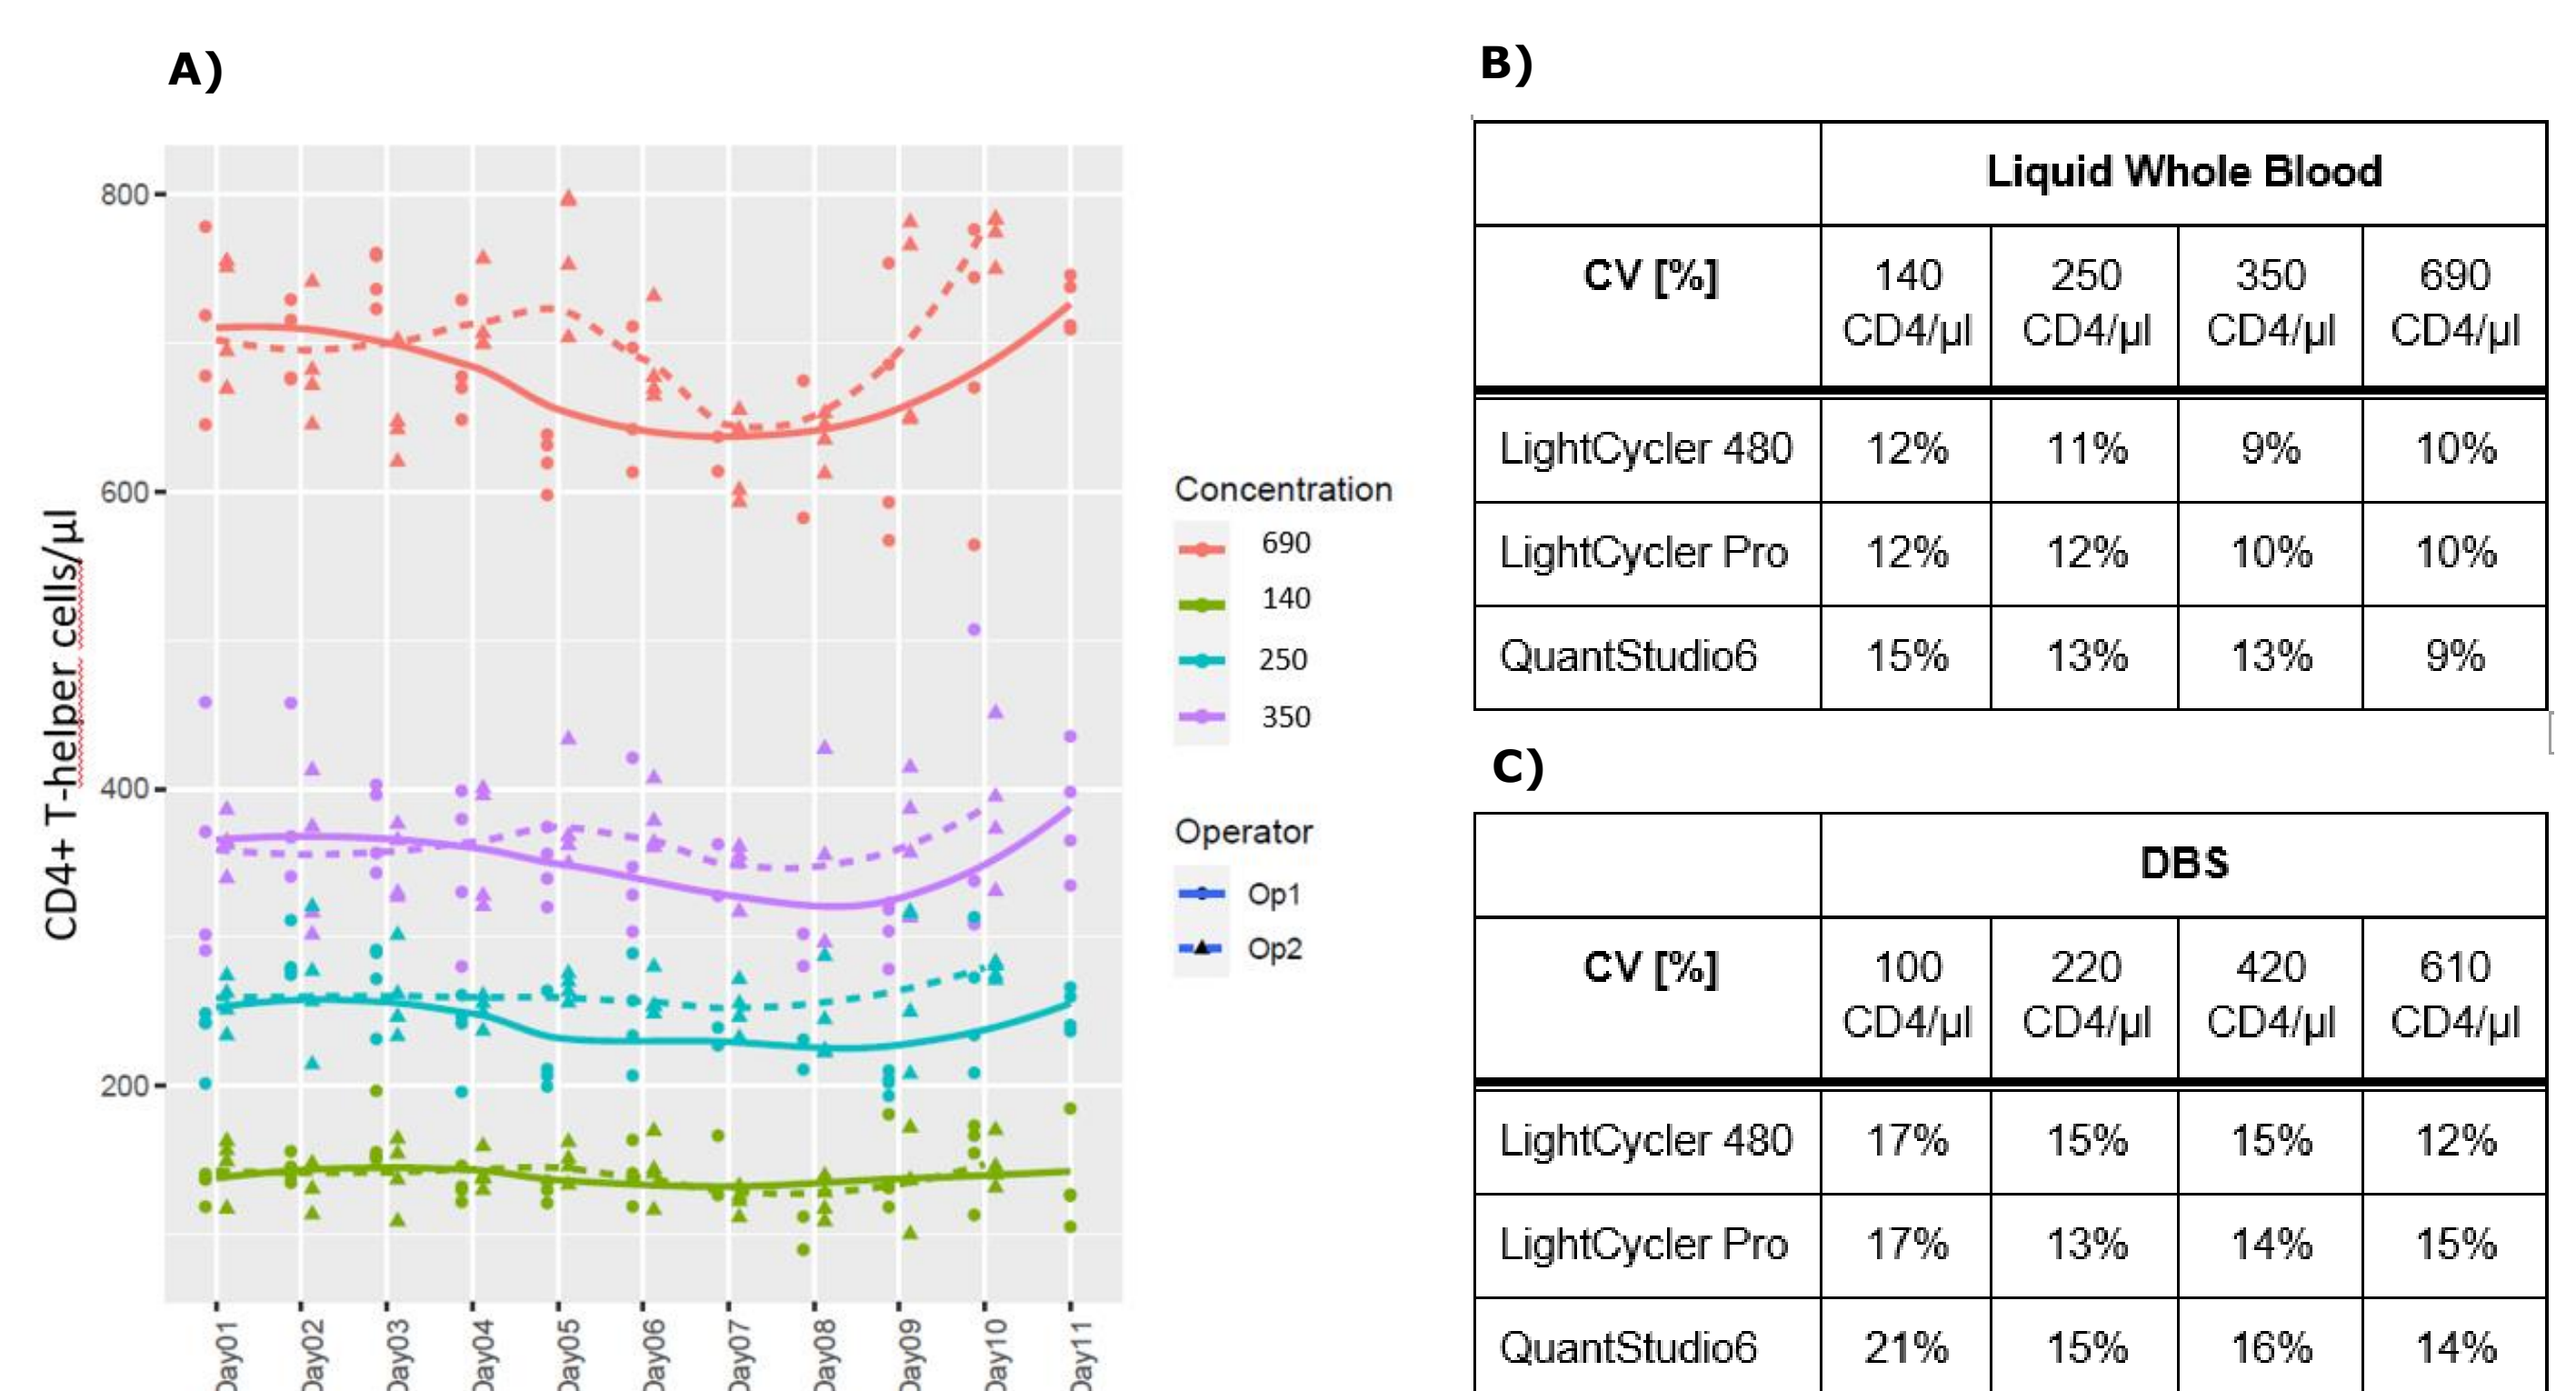 A)
CD4+ T-helper cells/µl
800
600
400
200
Day01 Day02 Day03 Day04 Day05 Day06 Day07 Day08 Day09 Day10 Day11
Concentration
690
140
250
350
Operator
Op1
Op2
B)
Liquid Whole Blood
CV [%] 140 CD4/µl 250 CD4/µl 350 CD4/µl 690 CD4/µl
LightCycler 480 12% 11% 9% 10%
LightCycler Pro 12% 12% 10% 10%
QuantStudio6 15% 13% 13% 9%
C)
DBS
CV [%] 100 CD4/µl 220 CD4/µl 420 CD4/µl 610 CD4/µl
LightCycler 480 17% 15% 15% 12%
LightCycler Pro 17% 13% 14% 15%
QuantStudio6 21% 15% 16% 14%